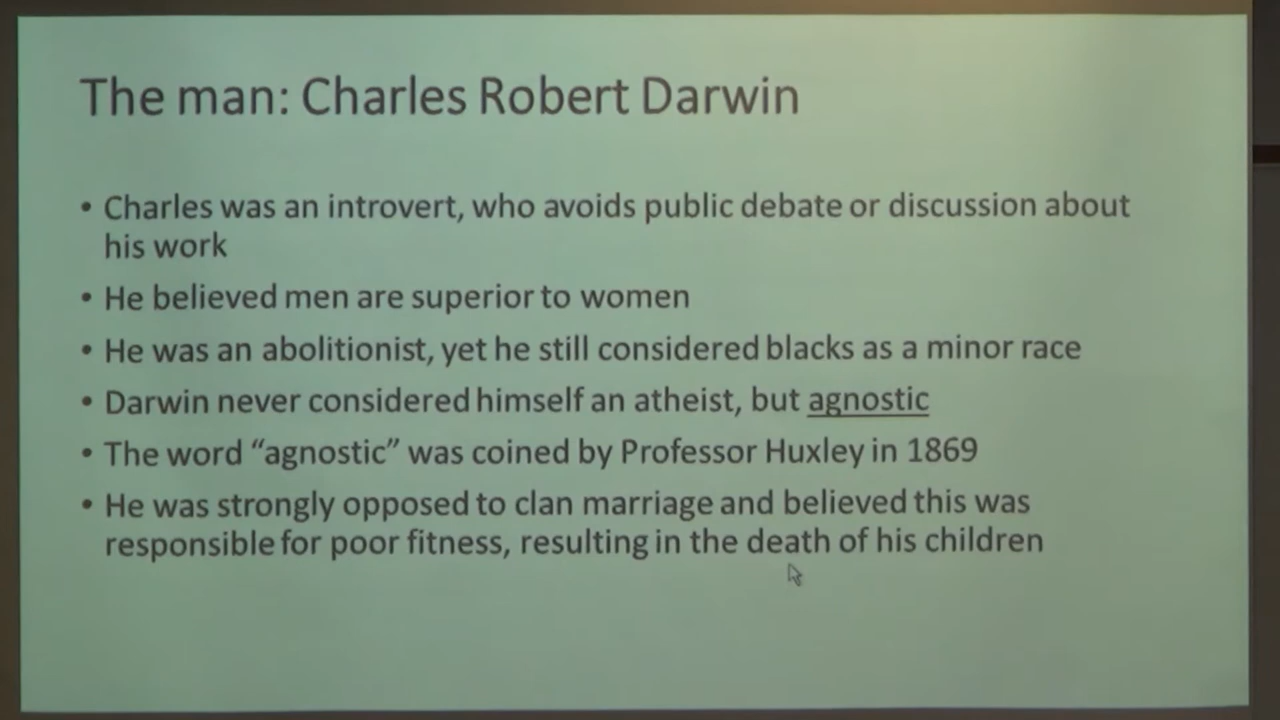 The man: Charles Robert Darwin
• Charles was an introvert, who avoids public debate or discussion about
his work
• He believed men are superior to women
• He was an abolitionist, yet he still considered blacks as a minor race
• Darwin never considered himself an atheist, but agnostic
• The word “agnostic” was coined by Professor Huxley in 1869
• He was strongly opposed to clan marriage and believed this was
responsible for poor fitness, resulting in the death of his children